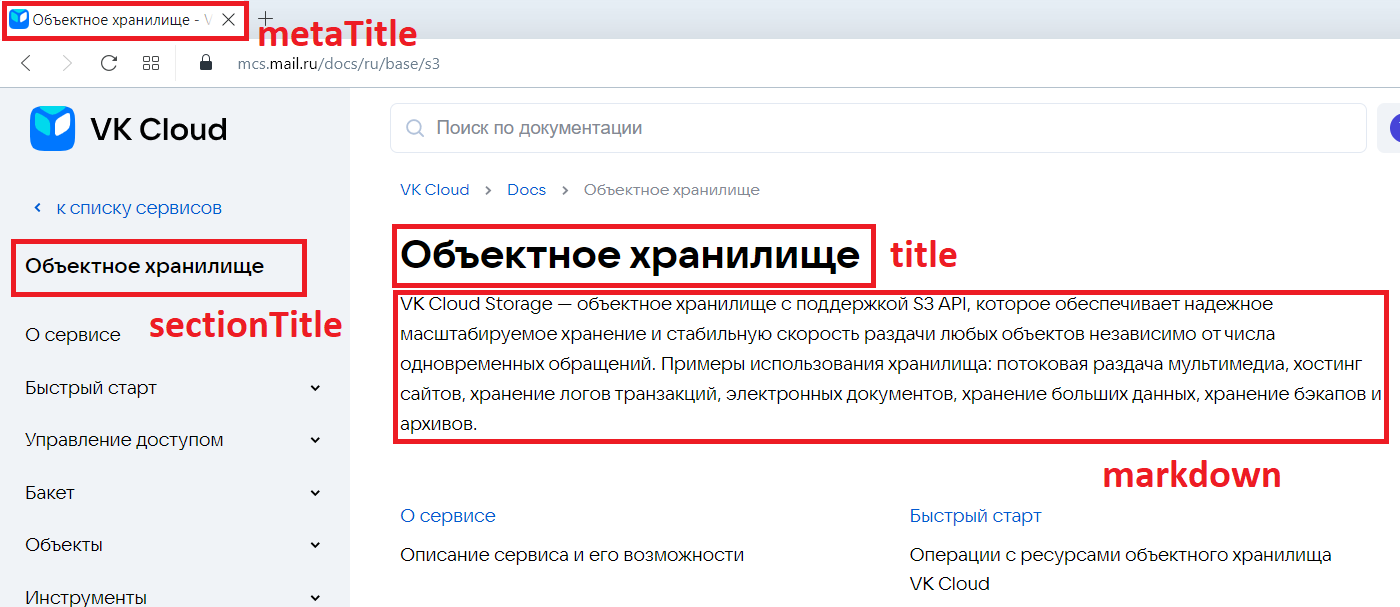 Объектное хранилище - V
metaTitle
mcs.mail.ru/docs/ru/base/s3
VK Cloud
Поиск по документации
VK Cloud > Docs > Объектное хранилище
к списку сервисов
Объектное хранилище
sectionTitle
О сервисе
Быстрый старт
Управление доступом
Бакет
Объекты
Инструменты
Объектное хранилище
title
VK Cloud Storage — объектное хранилище с поддержкой S3 API, которое обеспечивает надежное
масштабируемое хранение и стабильную скорость раздачи любых объектов независимо от числа
одновременных обращений. Примеры использования хранилища: потоковая раздача мультимедиа, хостинг
сайтов, хранение логов транзакций, электронных документов, хранение больших данных, хранение бэкапов и
архивов.
markdown
О сервисе
Описание сервиса и его возможности
Быстрый старт
Операции с ресурсами объектного хранилища
VK Cloud